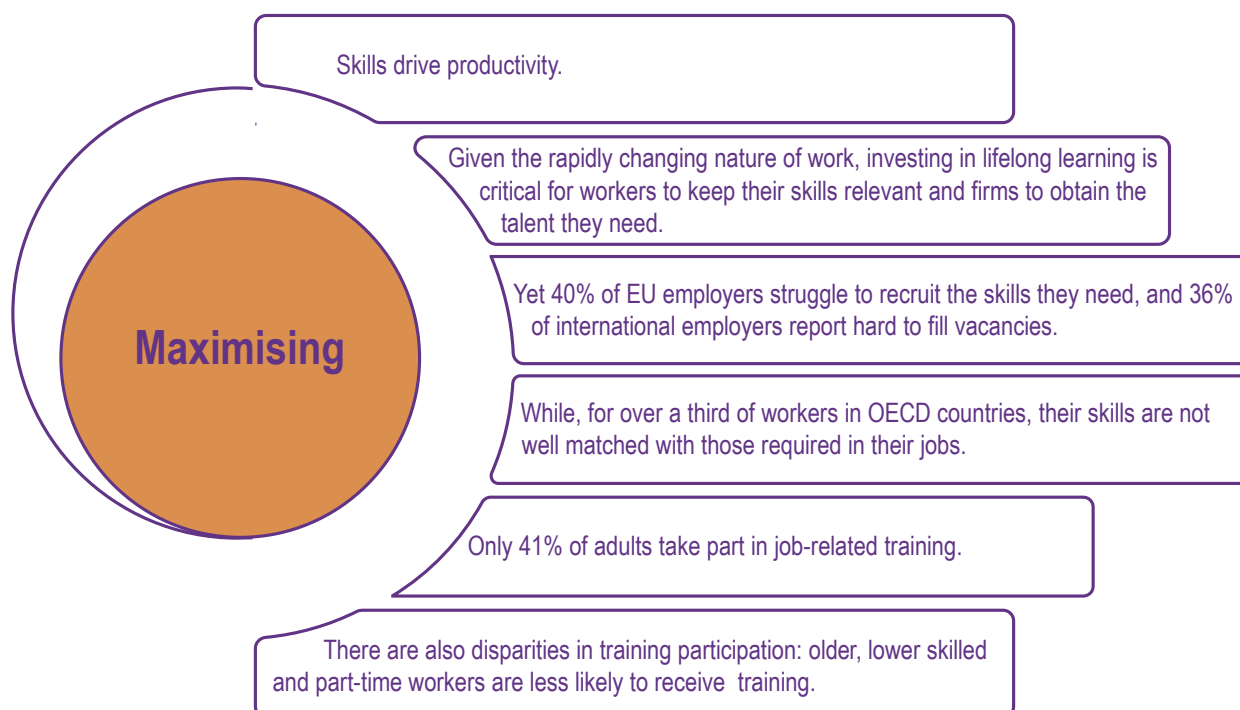 Skills drive productivity.
Given the rapidly changing nature of work, investing in lifelong learning is
critical for workers to keep their skills relevant and firms to obtain the
talent they need.
Yet 40% of EU employers struggle to recruit the skills they need, and 36%
of international employers report hard to fill vacancies.
Maximising
While, for over a third of workers in OECD countries, their skills are not
well matched with those required in their jobs.
Only 41% of adults take part in job-related training.
There are also disparities in training participation: older, lower skilled
and part-time workers are less likely to receive training.